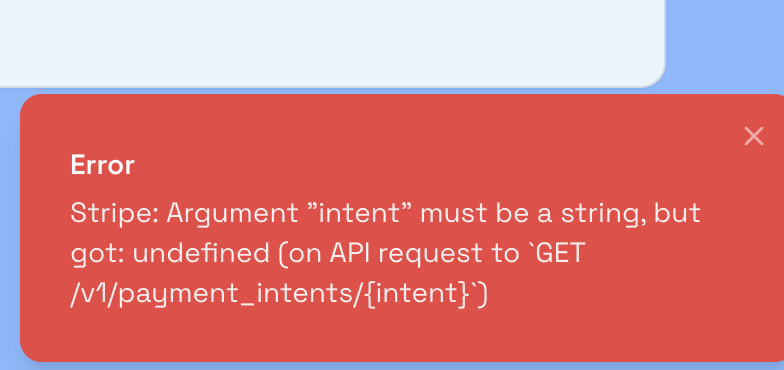 Error
Stripe: Argument "intent" must be a string, but
got: undefined (on API request to `GET
/v1/payment_intents/{intent}`)